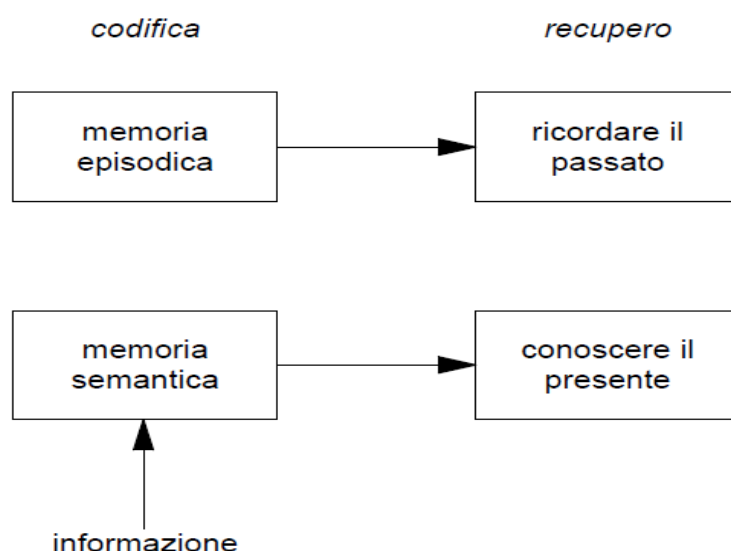 codifica
recupero
memoria
episodica
ricordare il
passato
memoria
semantica
conoscere il
presente
informazione